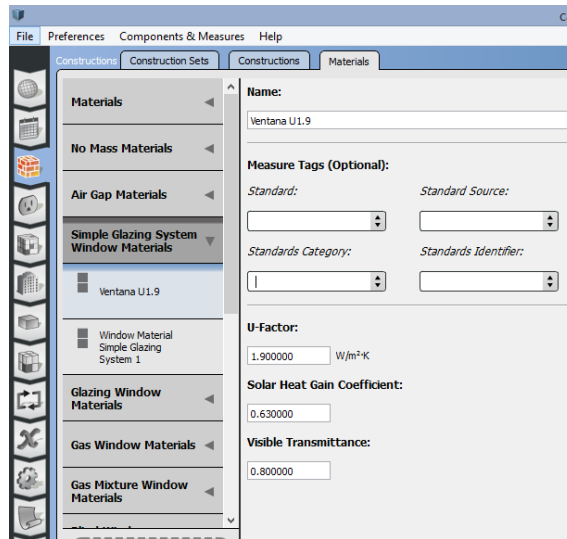 C
File Preferences Components & Measures Help
Constructions Construction Sets Constructions Materials
Materials
No Mass Materials
Air Gap Materials
Simple Glazing System
Window Materials
Ventana U1.9
Window Material
Simple Glazing
System 1
Glazing Window
Materials
Gas Window Materials
Gas Mixture Window
Materials
Name:
Ventana U1.9
Measure Tags (Optional):
Standard: Standard Source:
Standards Category: Standards Identifier:
U-Factor:
1.900000 W/m²·K
Solar Heat Gain Coefficient:
0.630000
Visible Transmittance:
0.800000